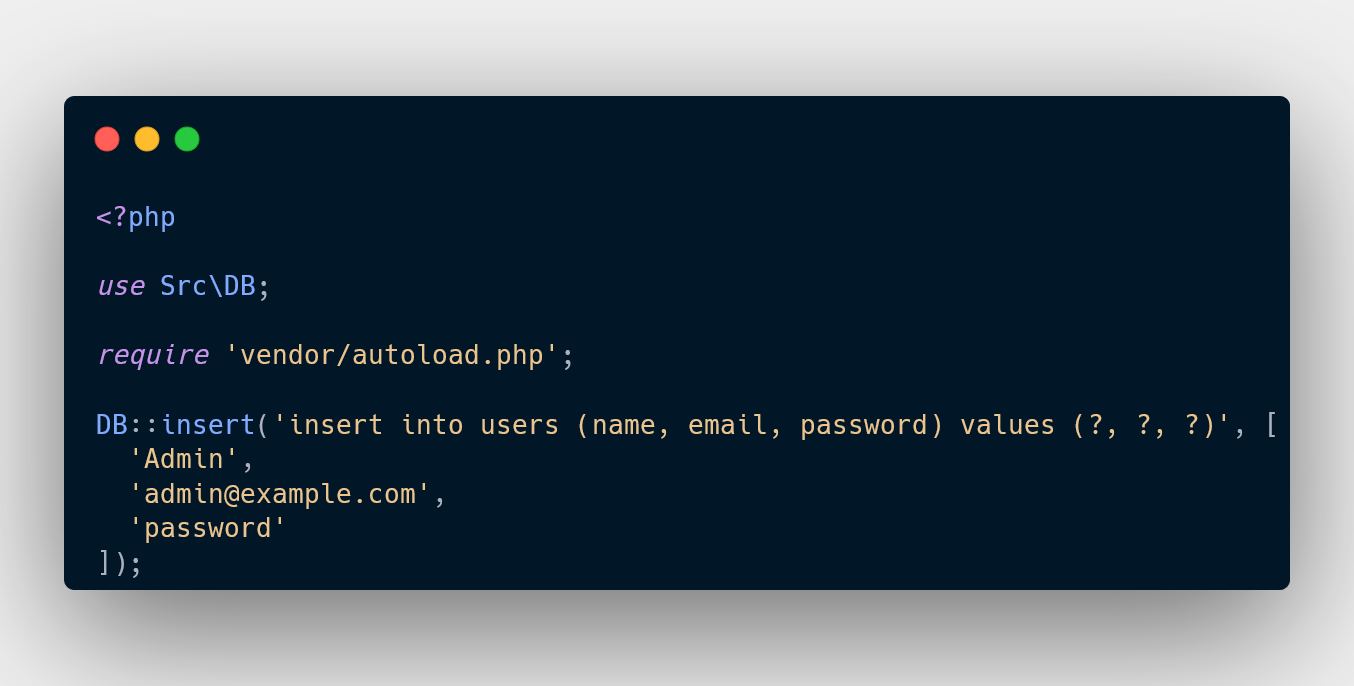 <?php
use Src\DB;
require 'vendor/autoload.php';
DB::insert('insert into users (name, email, password) values (?, ?, ?)', [
  'Admin',
  'admin@example.com',
  'password'
]);